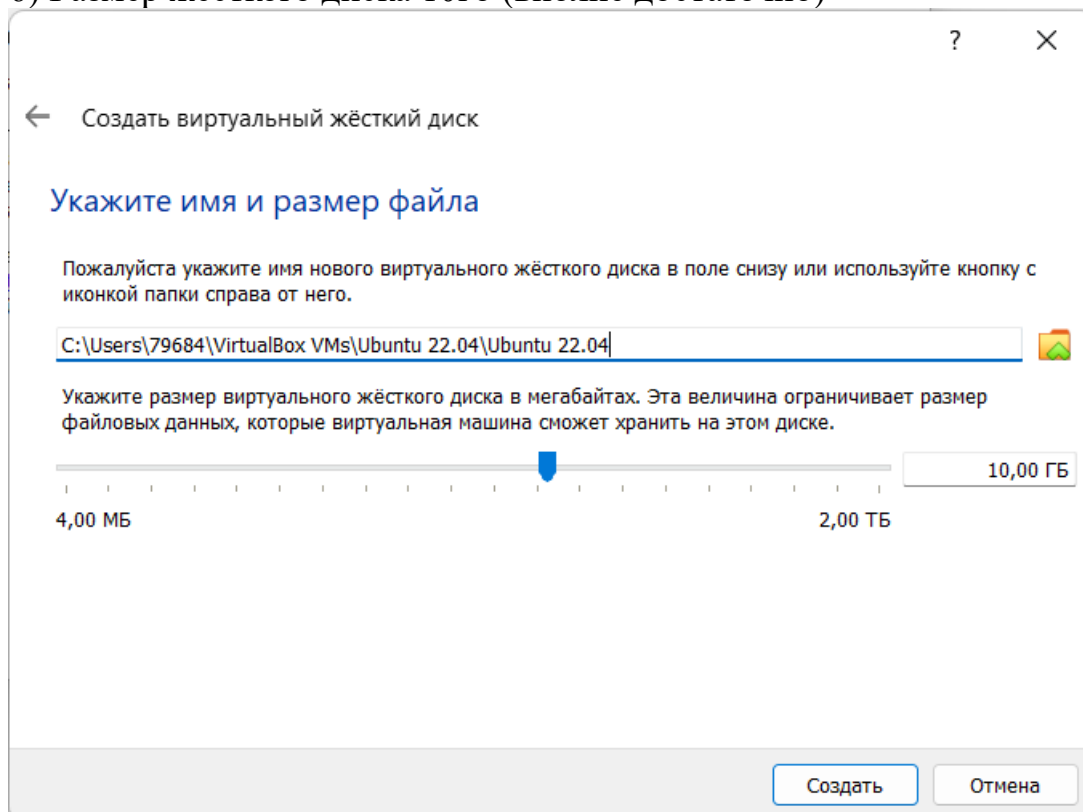 ?
Создать виртуальный жёсткий диск
Укажите имя и размер файла
Пожалуйста укажите имя нового виртуального жёсткого диска в поле снизу или используйте кнопку с
иконкой папки справа от него.
C:\Users\79684\VirtualBox VMs\Ubuntu 22.04\Ubuntu 22.04
Укажите размер виртуального жёсткого диска в мегабайтах. Эта величина ограничивает размер
файловых данных, которые виртуальная машина сможет хранить на этом диске.
10,00 ГБ
4,00 МБ 2,00 ТБ
Создать Отмена